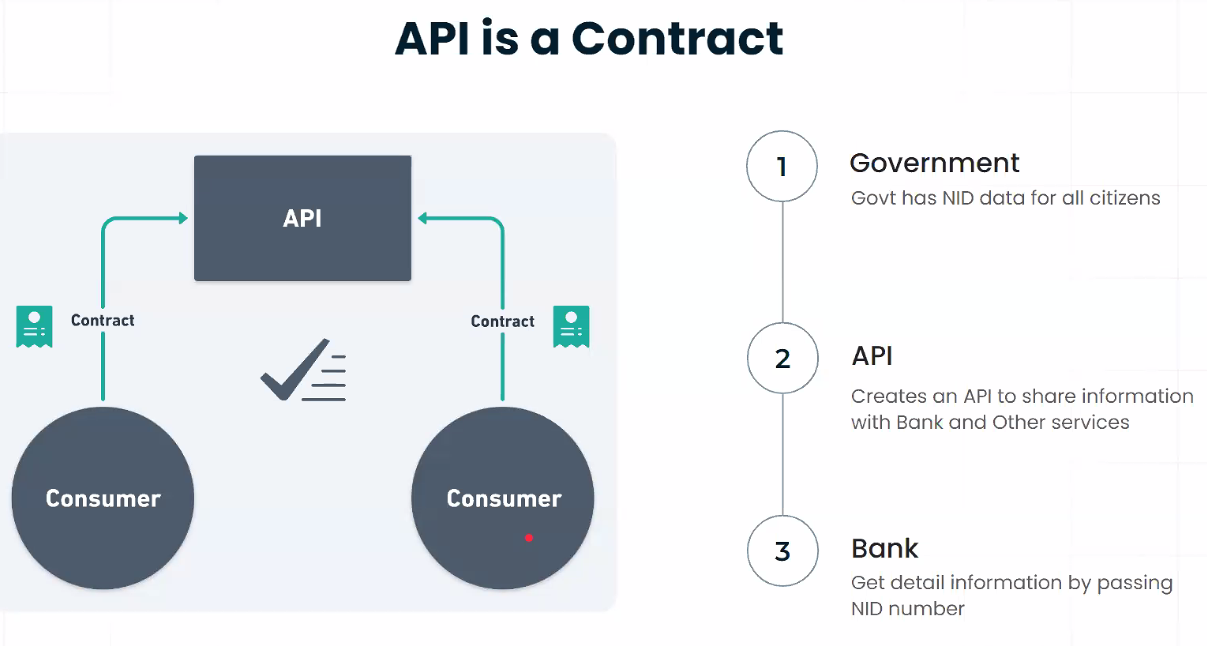 API is a Contract
API
Contract
Contract
Consumer
Consumer
1
Government
Govt has NID data for all citizens
2
API
Creates an API to share information
with Bank and Other services
3
Bank
Get detail information by passing
NID number